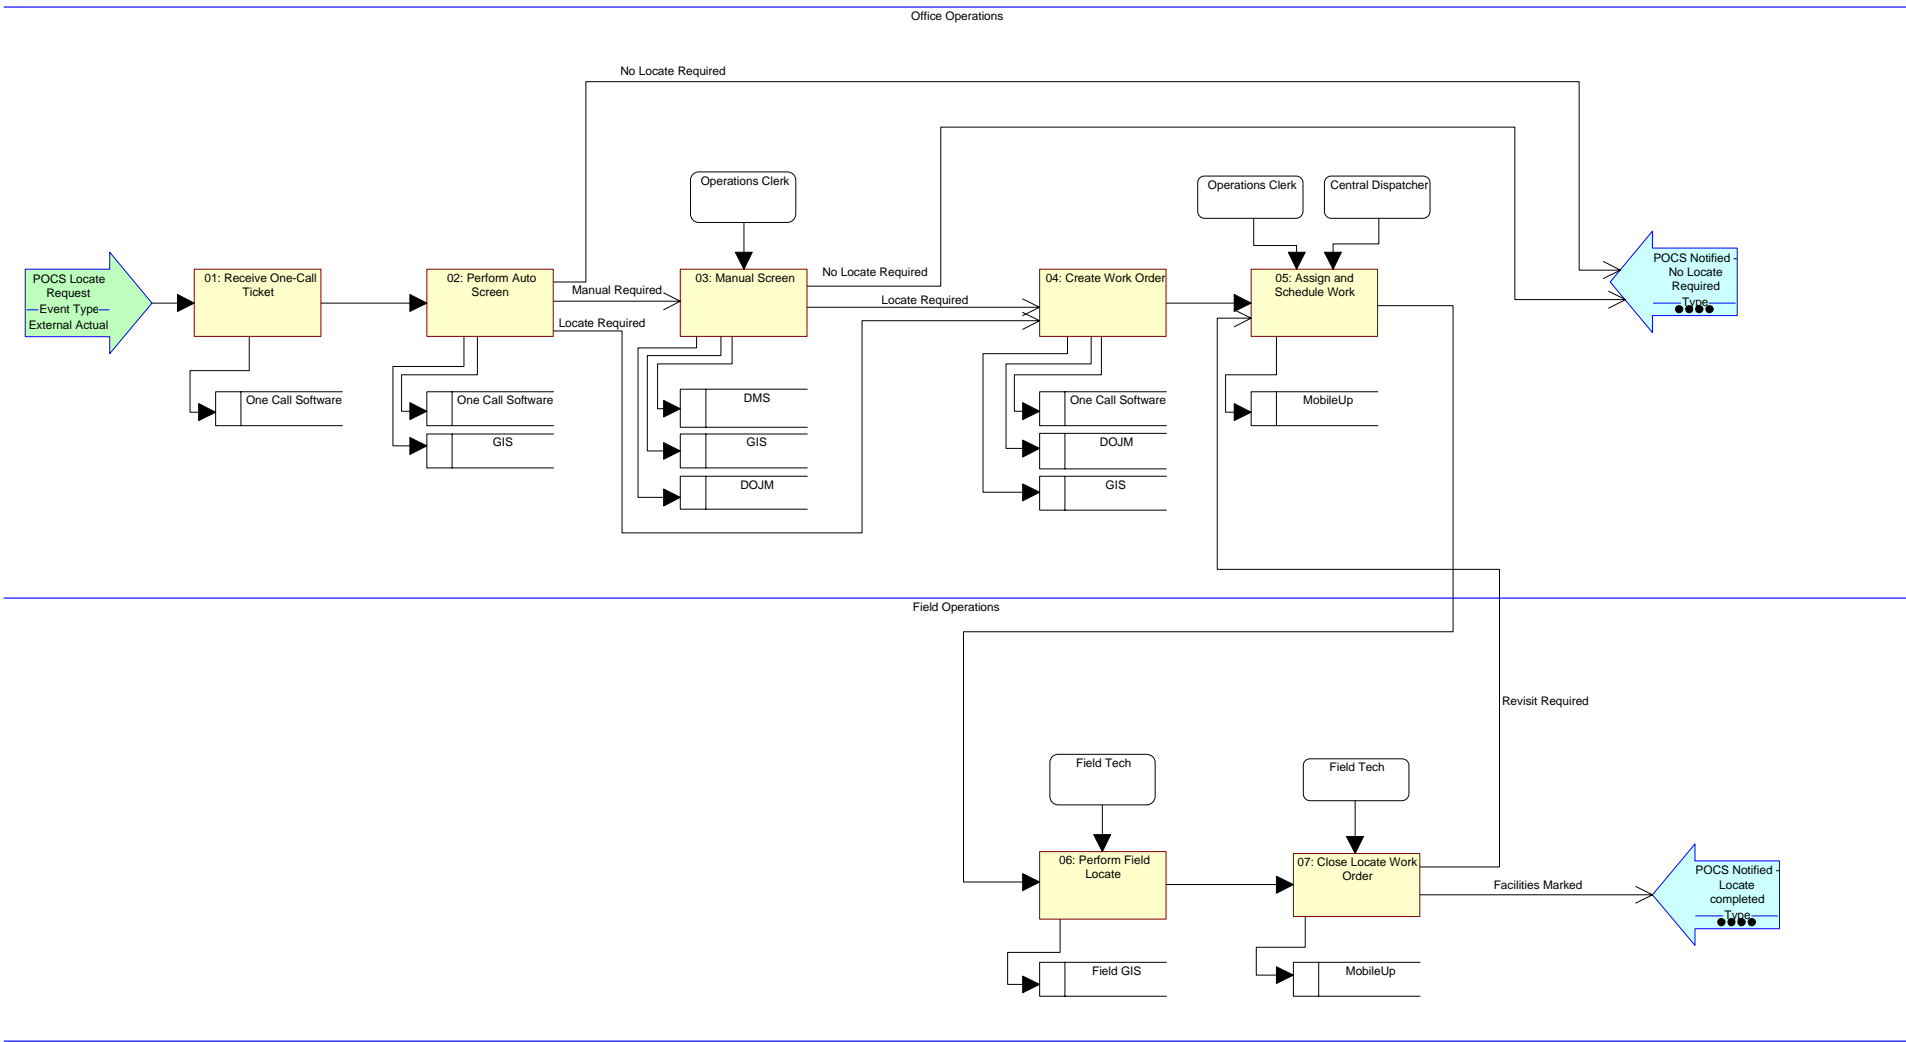 Office Operations
No Locate Required
Operations Clerk
Operations Clerk
Central Dispatcher
POCS Locate
Request
Event Type
External Actual
01: Receive One-Call
Ticket
02: Perform Auto
Screen
Manual Required
Locate Required
03: Manual Screen
No Locate Required
Locate Required
04: Create Work Order
05: Assign and
Schedule Work
POCS Notified -
No Locate
Required
Type
One Call Software
One Call Software
GIS
DMS
GIS
DOJM
One Call Software
DOJM
GIS
MobileUp
Field Operations
Revisit Required
Field Tech
Field Tech
06: Perform Field
Locate
07: Close Locate Work
Order
Facilities Marked
POCS Notified -
Locate
completed
Type
Field GIS
MobileUp